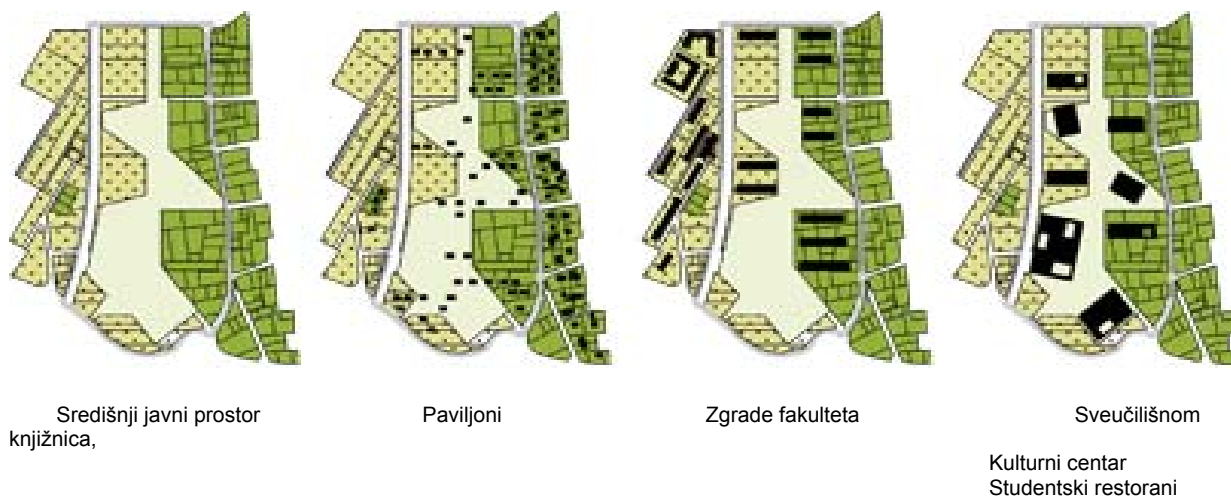 Središnji javni prostor Paviljoni Zgrade fakulteta Sveučilišnom
knjižnica,
Kulturni centar
Studentski restorani